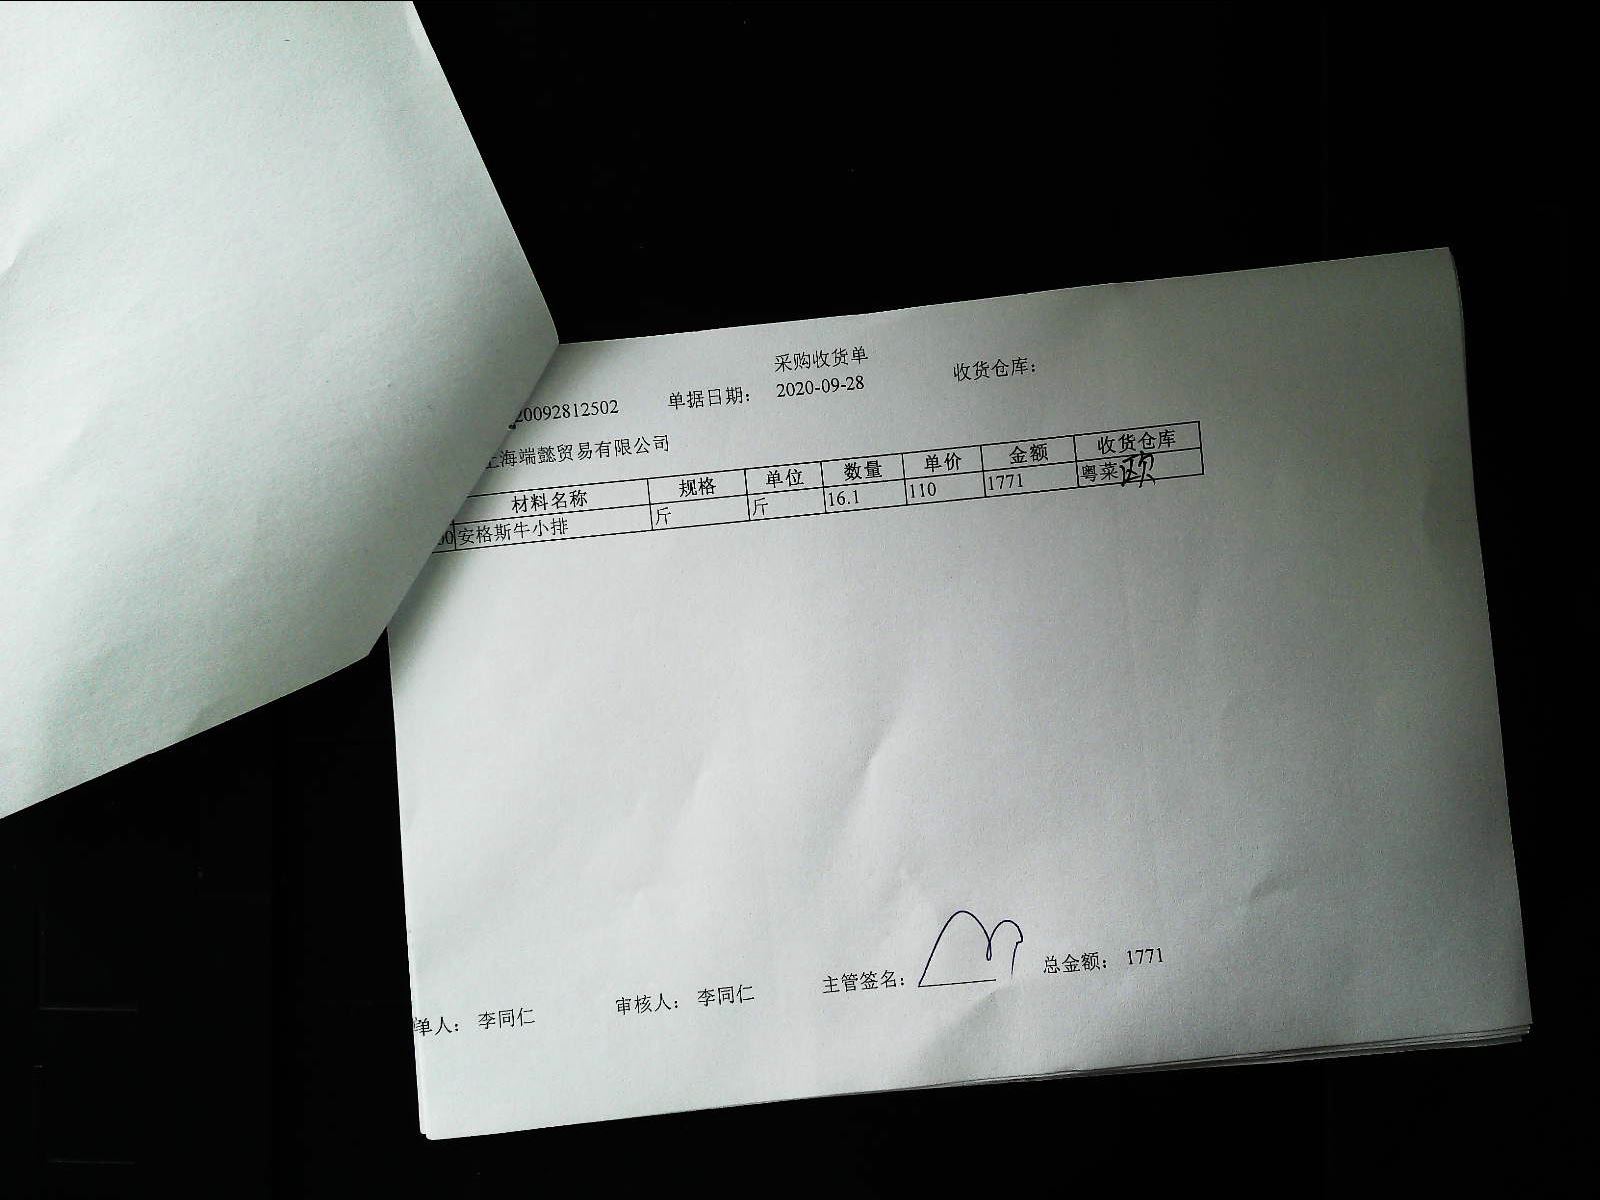 采购收货单
20092812502 单据日期： 2020-09-28 收货仓库：
上海端懿贸易有限公司
材料名称 规格 单位 数量 单价 金额 收货仓库
00 安格斯牛小排 斤 斤 16.1 110 1771 粤菜
单人： 李同仁 审核人： 李同仁 主管签名： 总金额： 1771